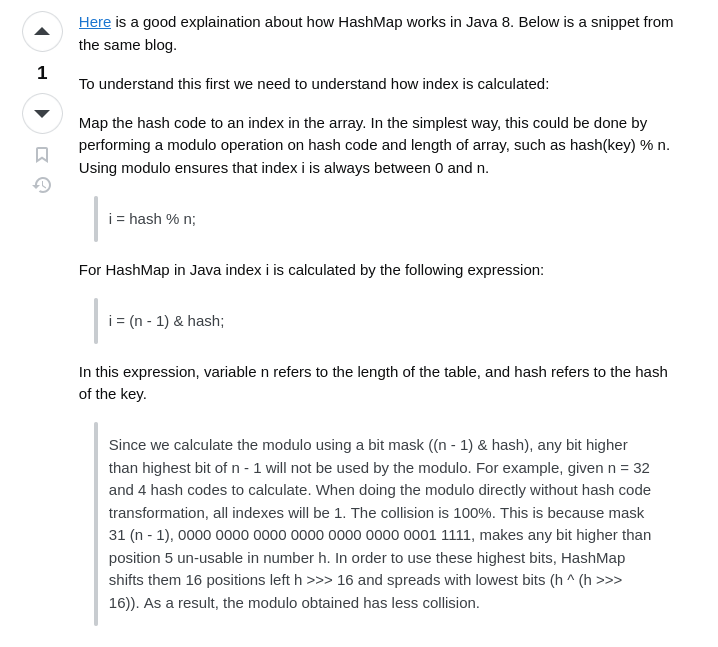 Here is a good explaination about how HashMap works in Java 8. Below is a snippet from
the same blog.
1
To understand this first we need to understand how index is calculated:
Map the hash code to an index in the array. In the simplest way, this could be done by
performing a modulo operation on hash code and length of array, such as hash(key) % n.
Using modulo ensures that index i is always between 0 and n.
i = hash % n;
For HashMap in Java index i is calculated by the following expression:
i = (n - 1) & hash;
In this expression, variable n refers to the length of the table, and hash refers to the hash
of the key.
Since we calculate the modulo using a bit mask ((n - 1) & hash), any bit higher
than highest bit of n - 1 will not be used by the modulo. For example, given n = 32
and 4 hash codes to calculate. When doing the modulo directly without hash code
transformation, all indexes will be 1. The collision is 100%. This is because mask
31 (n - 1), 0000 0000 0000 0000 0000 0000 0001 1111, makes any bit higher than
position 5 un-usable in number h. In order to use these highest bits, HashMap
shifts them 16 positions left h >>> 16 and spreads with lowest bits (h ^ (h >>>
16)). As a result, the modulo obtained has less collision.